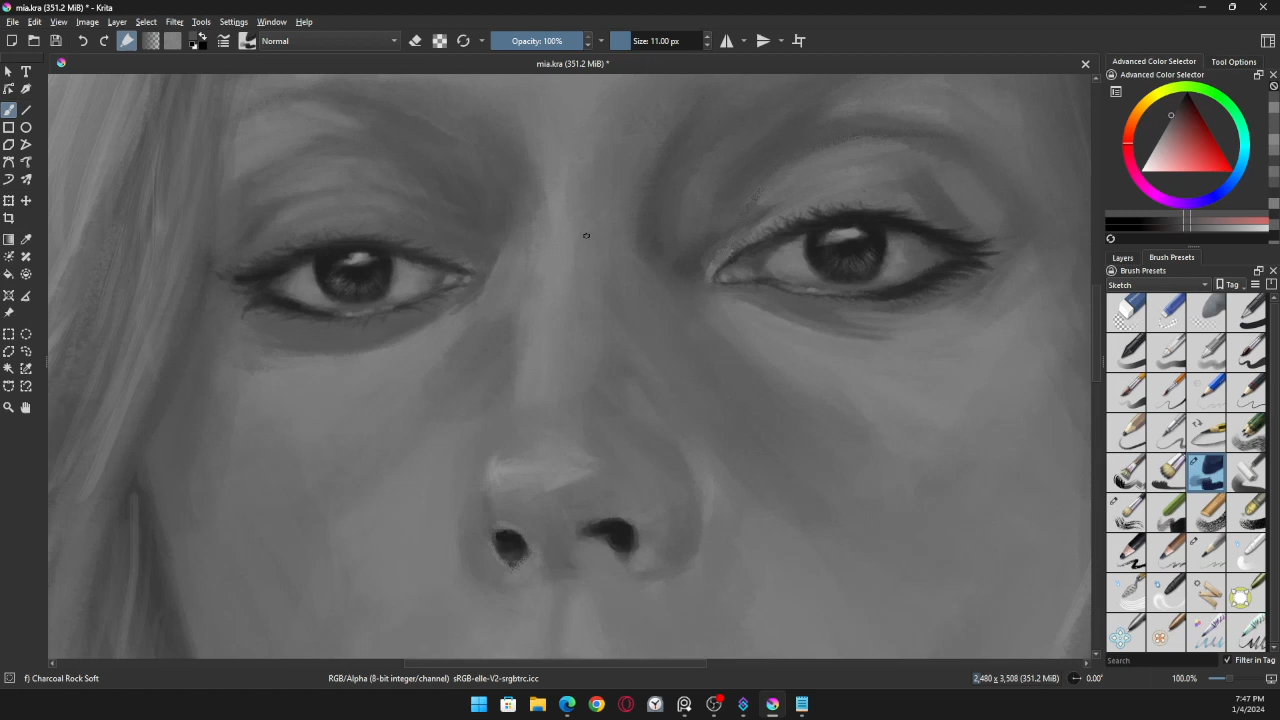 mia.kra (351.2 MiB) * - Krita
File Edit View Image Layer Select Filter Tools Settings Window Help
Normal
Opacity: 100%
Size: 11.00 px
mia.kra (351.2 MiB) *
Advanced Color Selector
Tool Options
Advanced Color Selector
Layers
Brush Presets
Brush Presets
Sketch
Tag
Search
Filter in Tag
f) Charcoal Rock Soft
RGB/Alpha (8-bit integer/channel) sRGB-elle-V2-srgbtrc.icc
2,480 x 3,508 (351.2 MiB)
0.00°
100.0%
7:47 PM
1/4/2024